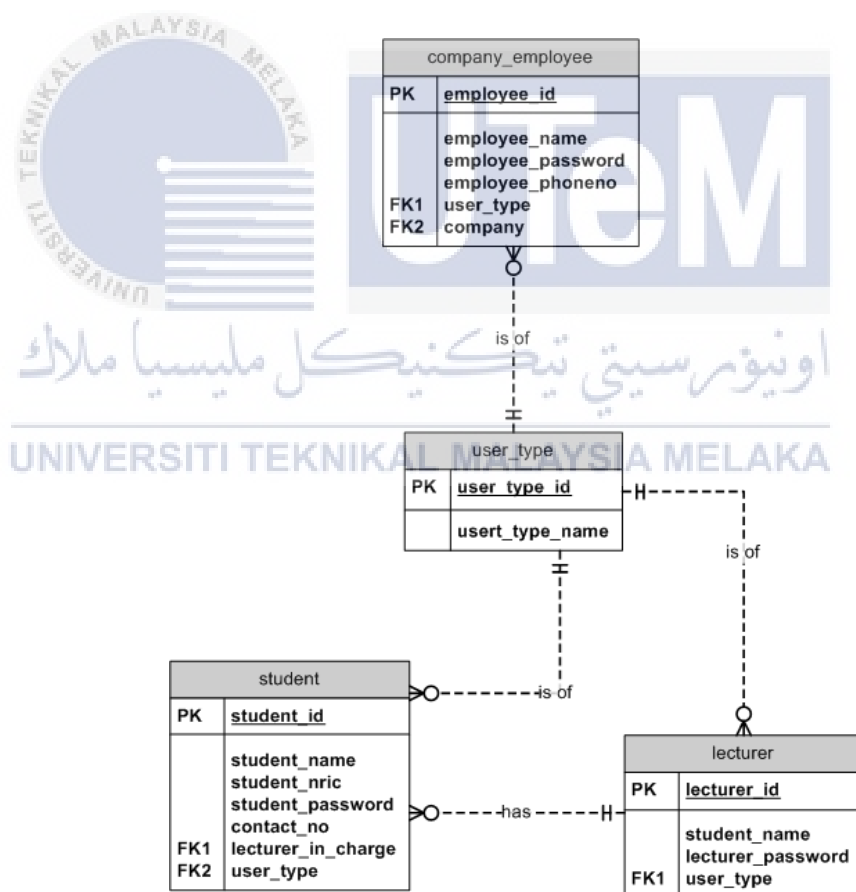 UNIVERSITI TEKNIKAL MALAYSIA MELAKA
UTeM
company_employee
PK employee_id
employee_name
employee_password
employee_phoneno
FK1 user_type
FK2 company
is of
اونيۏرسيتي تيكنيكل مليسيا ملاك
UNIVERSITI TEKNIKAL MALAYSIA MELAKA
user_type
PK user_type_id
usert_type_name
is of
student
PK student_id
student_name
student_nric
student_password
contact_no
FK1 lecturer_in_charge
FK2 user_type
is of
has
lecturer
PK lecturer_id
student_name
lecturer_password
FK1 user_type